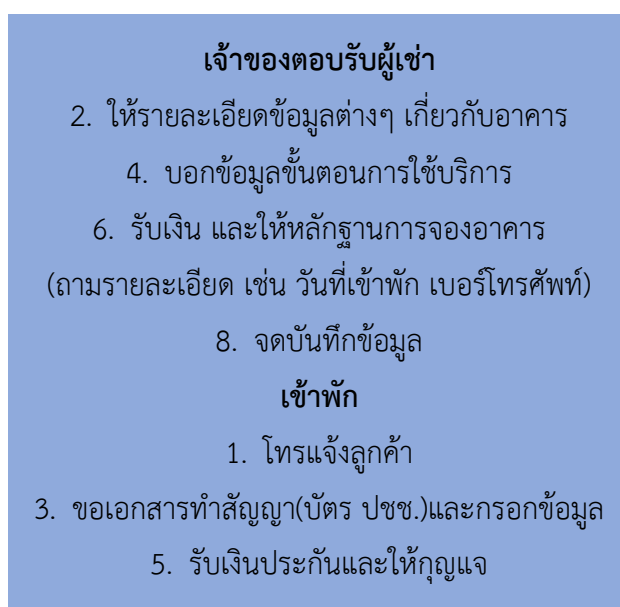 เจ้าของตอบรับผู้เช่า
2. ให้รายละเอียดข้อมูลต่างๆ เกี่ยวกับอาคาร
4. บอกข้อมูลขั้นตอนการใช้บริการ
6. รับเงิน และให้หลักฐานการจองอาคาร
(ถามรายละเอียด เช่น วันที่เข้าพัก เบอร์โทรศัพท์)
8. จดบันทึกข้อมูล
เข้าพัก
1. โทรแจ้งลูกค้า
3. ขอเอกสารทำสัญญา(บัตร ปชช.)และกรอกข้อมูล
5. รับเงินประกันและให้กุญแจ